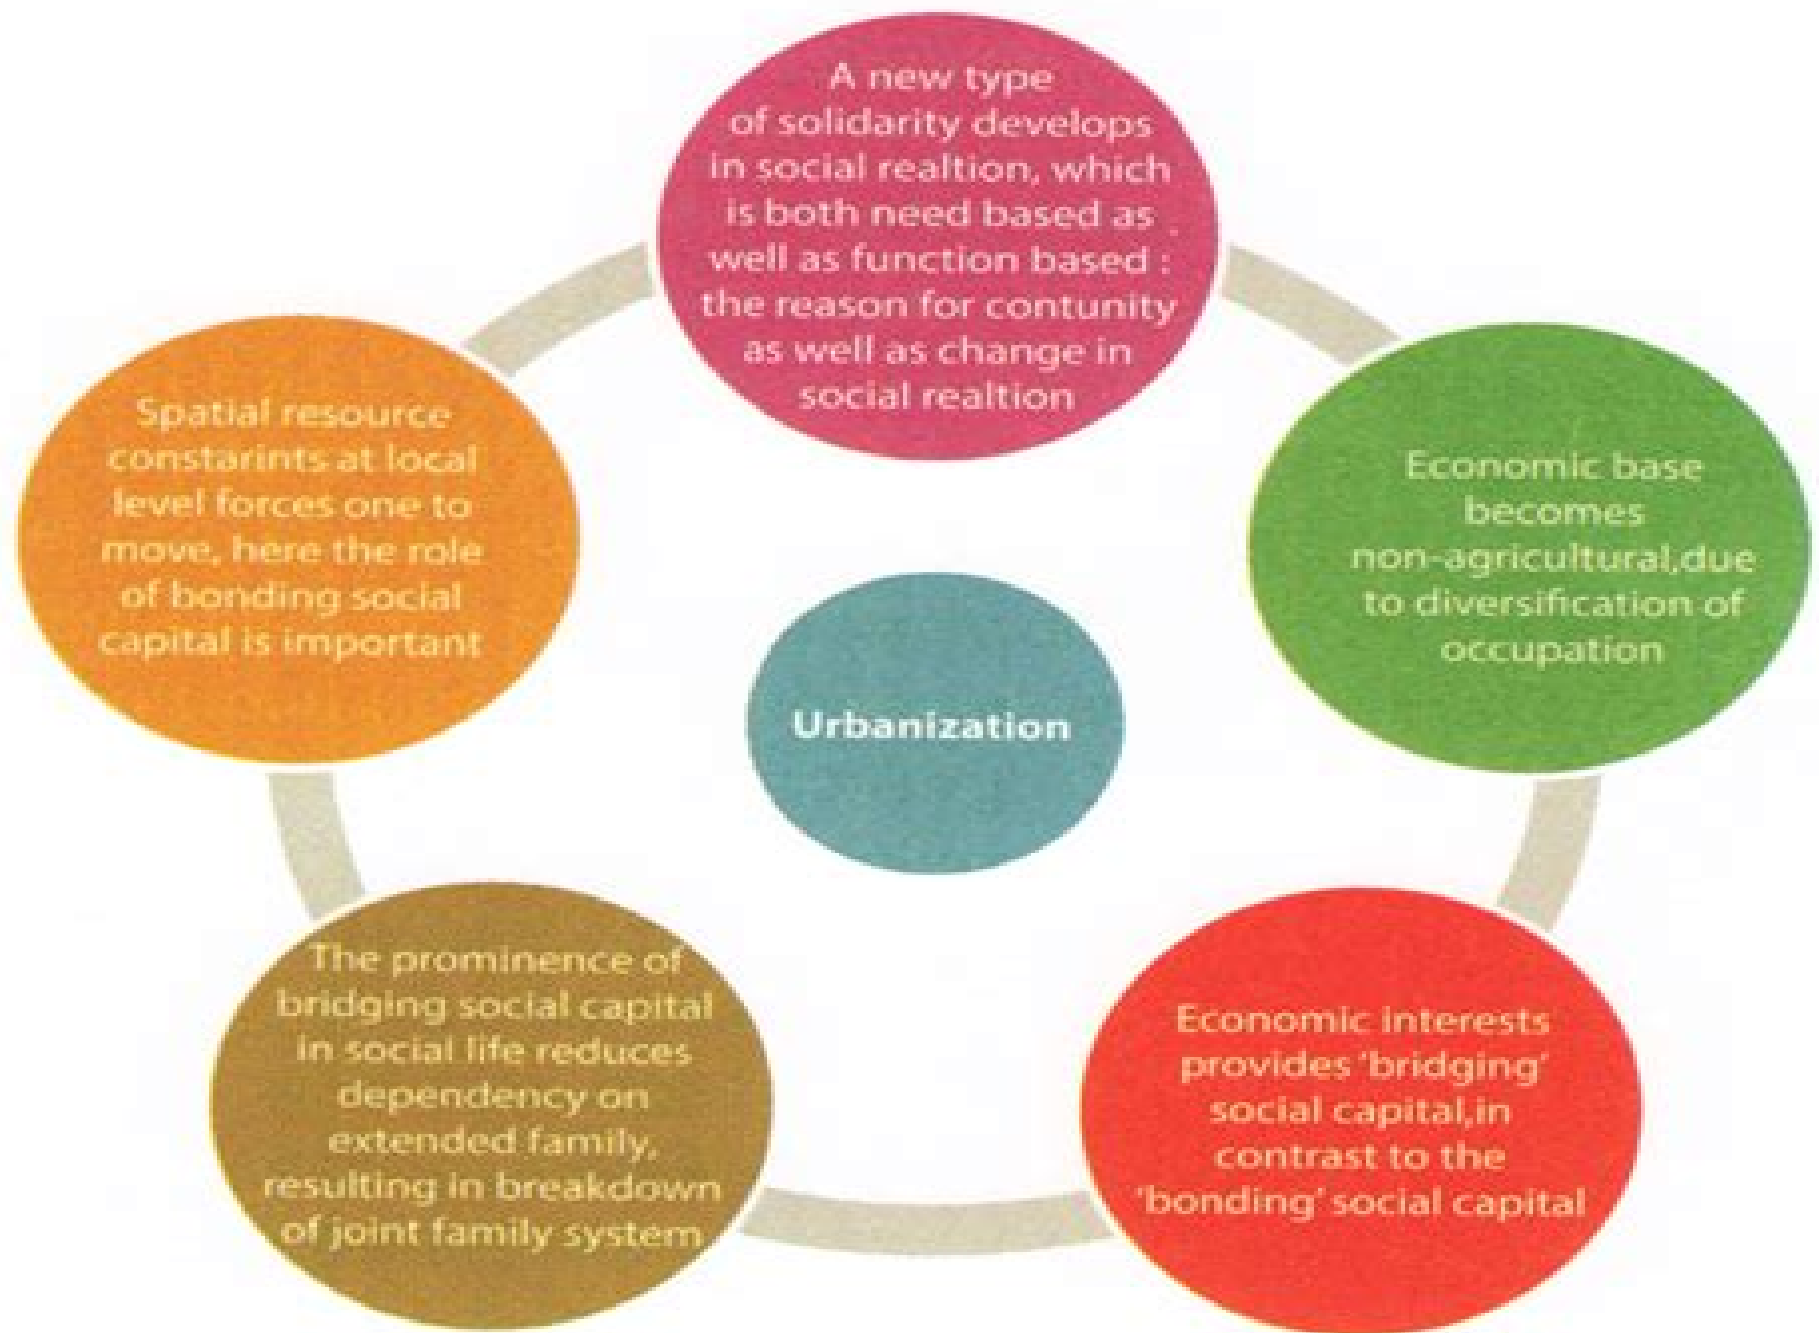 A new type
of solidarity develops
in social realtion, which
is both need based as
well as function based :
the reason for contunity
as well as change in
social realtion
Economic base
becomes
non-agricultural,due
to diversification of
occupation
Economic interests
provides 'bridging'
social capital,in
contrast to the
'bonding' social capital
The prominence of
bridging social capital
in social life reduces
dependency on
extended family,
resulting in breakdown
of joint family system
Spatial resource
constarints at local
level forces one to
move, here the role
of bonding social
capital is important
Urbanization